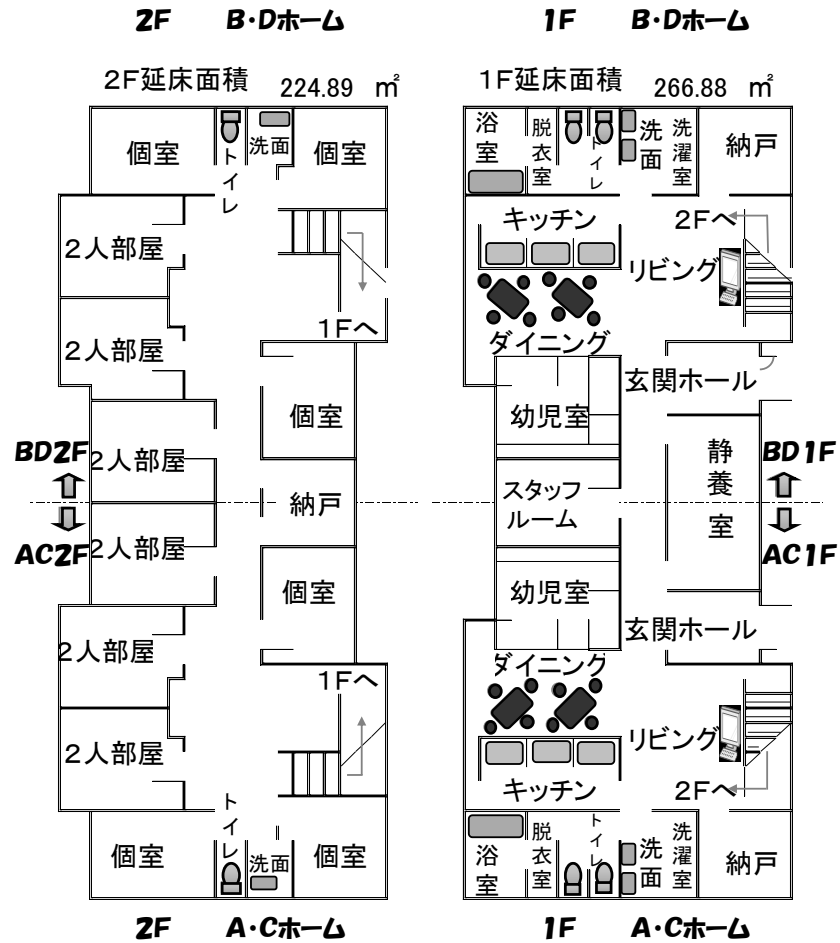 2F B・Dホーム
1F B・Dホーム
2F延床面積 224.89 ㎡
1F延床面積 266.88 ㎡
個室
トイレ
洗面
個室
浴室
脱衣室
トイレ
洗面
洗濯室
納戸
2人部屋
キッチン
2Fへ
リビング
1Fへ
2人部屋
ダイニング
玄関ホール
個室
幼児室
BD2F
2人部屋
静養室
BD1F
納戸
スタッフ
ルーム
AC2F
2人部屋
AC1F
個室
幼児室
2人部屋
玄関ホール
1Fへ
ダイニング
2人部屋
リビング
キッチン
2Fへ
個室
トイレ
洗面
個室
浴室
脱衣室
トイレ
洗面
洗濯室
納戸
2F A・Cホーム
1F A・Cホーム